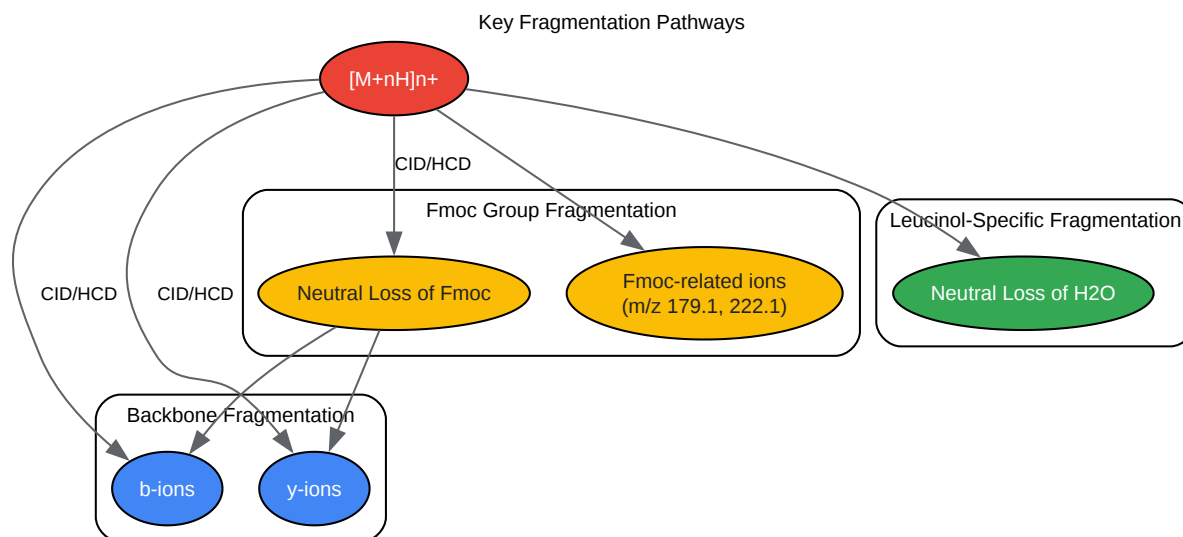 Key Fragmentation Pathways
[M+nH]n+
CID/HCD
Fmoc Group Fragmentation
Leucinol-Specific Fragmentation
Neutral Loss of Fmoc
Fmoc-related ions
(m/z 179.1, 222.1)
Neutral Loss of H2O
CID/HCD
CID/HCD
Backbone Fragmentation
b-ions
y-ions